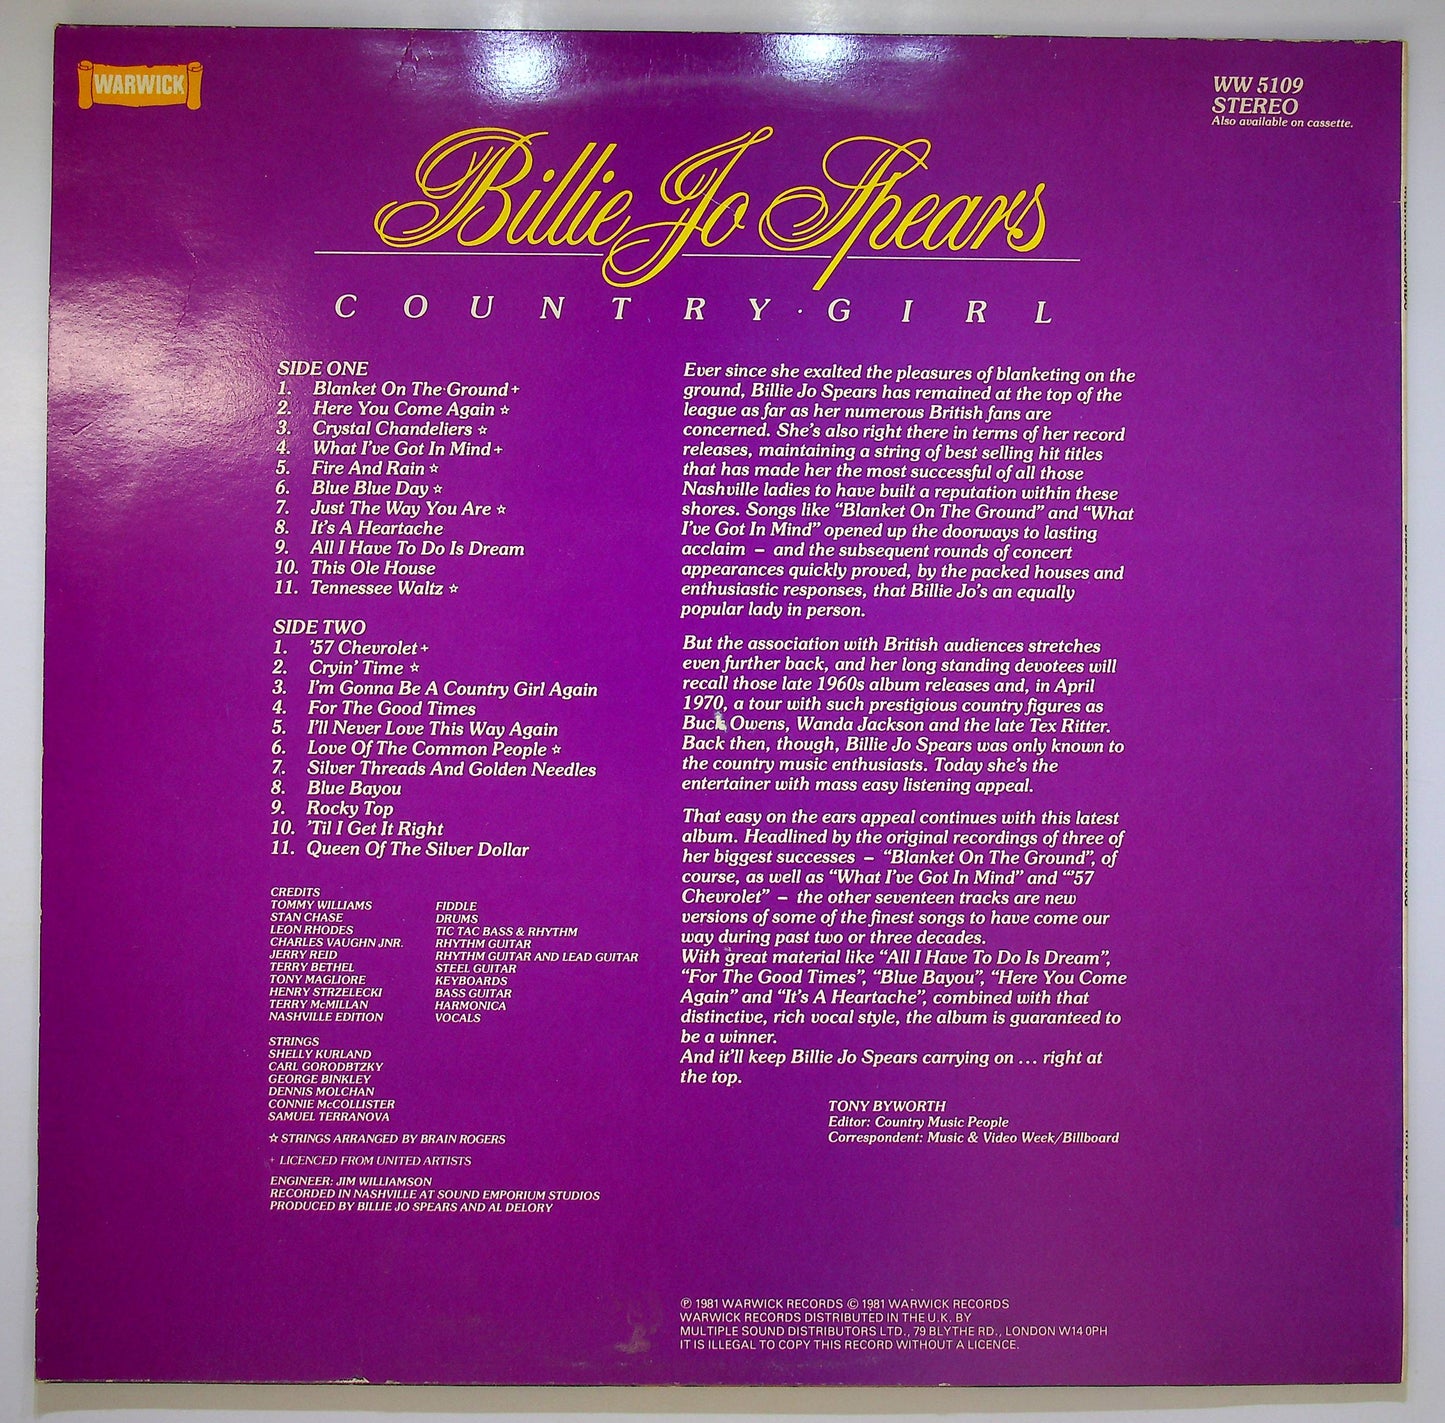 WARWICK
WW 5109
STEREO
Also available on cassette.
Billie Jo Spears
COUNTRY·GIRL
SIDE ONE
1. Blanket On The·Ground+
2. Here You Come Again ☆
3. Crystal Chandeliers ☆
4. What I've Got In Mind+
5. Fire And Rain ☆
6. Blue Blue Day ☆
7. Just The Way You Are ☆
8. It's A Heartache
9. All I Have To Do Is Dream
10. This Ole House
11. Tennessee Waltz ☆
SIDE TWO
1. '57 Chevrolet+
2. Cryin' Time ☆
3. I'm Gonna Be A Country Girl Again
4. For The Good Times
5. I'll Never Love This Way Again
6. Love Of The Common People ☆
7. Silver Threads And Golden Needles
8. Blue Bayou
9. Rocky Top
10. 'Til I Get It Right
11. Queen Of The Silver Dollar
CREDITS
TOMMY WILLIAMS FIDDLE
STAN CHASE DRUMS
LEON RHODES TIC TAC BASS & RHYTHM
CHARLES VAUGHN JNR. RHYTHM GUITAR
JERRY REID RHYTHM GUITAR AND LEAD GUITAR
TERRY BETHEL STEEL GUITAR
TONY MAGLIORE KEYBOARDS
HENRY STRZELECKI BASS GUITAR
TERRY McMILLAN HARMONICA
NASHVILLE EDITION VOCALS
STRINGS
SHELLY KURLAND
CARL GORODBTZKY
GEORGE BINKLEY
DENNIS MOLCHAN
CONNIE McCOLLISTER
SAMUEL TERRANOVA
☆ STRINGS ARRANGED BY BRAIN ROGERS
+ LICENCED FROM UNITED ARTISTS
ENGINEER: JIM WILLIAMSON
RECORDED IN NASHVILLE AT SOUND EMPORIUM STUDIOS
PRODUCED BY BILLIE JO SPEARS AND AL DELORY
Ever since she exalted the pleasures of blanketing on the
ground, Billie Jo Spears has remained at the top of the
league as far as her numerous British fans are
concerned. She's also right there in terms of her record
releases, maintaining a string of best selling hit titles
that has made her the most successful of all those
Nashville ladies to have built a reputation within these
shores. Songs like "Blanket On The Ground" and "What
I've Got In Mind" opened up the doorways to lasting
acclaim – and the subsequent rounds of concert
appearances quickly proved, by the packed houses and
enthusiastic responses, that Billie Jo's an equally
popular lady in person.
But the association with British audiences stretches
even further back, and her long standing devotees will
recall those late 1960s album releases and, in April
1970, a tour with such prestigious country figures as
Buck Owens, Wanda Jackson and the late Tex Ritter.
Back then, though, Billie Jo Spears was only known to
the country music enthusiasts. Today she's the
entertainer with mass easy listening appeal.
That easy on the ears appeal continues with this latest
album. Headlined by the original recordings of three of
her biggest successes – "Blanket On The Ground", of
course, as well as "What I've Got In Mind" and "'57
Chevrolet" – the other seventeen tracks are new
versions of some of the finest songs to have come our
way during past two or three decades.
With great material like "All I Have To Do Is Dream",
"For The Good Times", "Blue Bayou", "Here You Come
Again" and "It's A Heartache", combined with that
distinctive, rich vocal style, the album is guaranteed to
be a winner.
And it'll keep Billie Jo Spears carrying on ... right at
the top.
TONY BYWORTH
Editor: Country Music People
Correspondent: Music & Video Week/Billboard
℗ 1981 WARWICK RECORDS © 1981 WARWICK RECORDS
WARWICK RECORDS DISTRIBUTED IN THE U.K. BY
MULTIPLE SOUND DISTRIBUTORS LTD., 79 BLYTHE RD., LONDON W14 0PH
IT IS ILLEGAL TO COPY THIS RECORD WITHOUT A LICENCE.